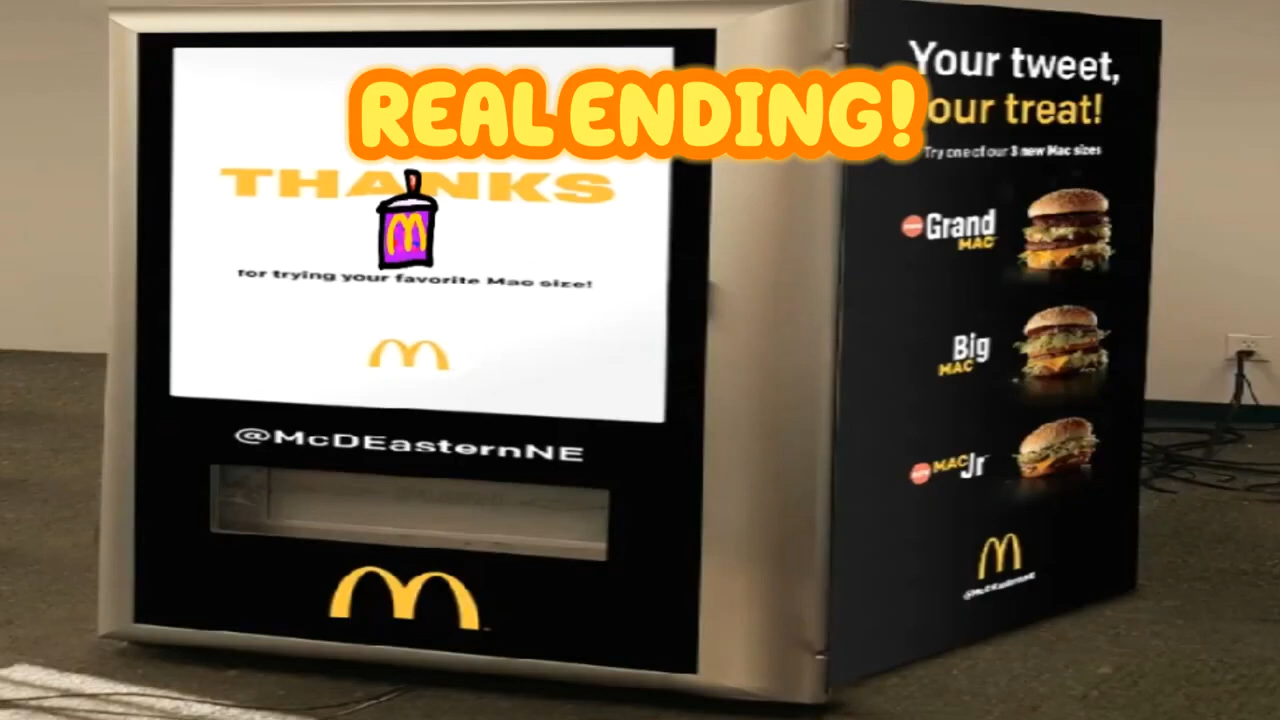 REAL ENDING!
THANKS
for trying your favorite Mac size!
@McDEasternNE
Your tweet,
our treat!
Try one of our 3 new Mac sizes
Grand
MAC
Big
MAC
MAC Jr
@McDEasternNE